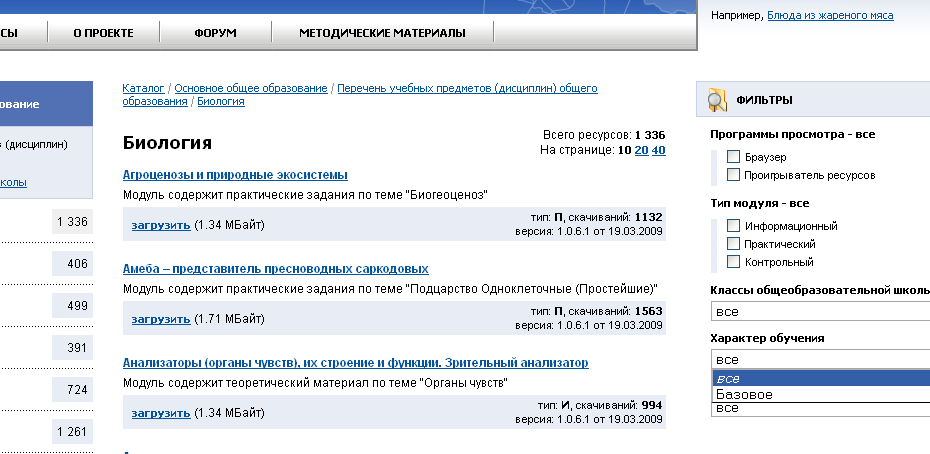 Например, Блюда из жареного мяса
СЫ О ПРОЕКТЕ ФОРУМ МЕТОДИЧЕСКИЕ МАТЕРИАЛЫ
ование
(дисциплин)
колы
1 336
406
499
391
724
1 261
Каталог / Основное общее образование / Перечень учебных предметов (дисциплин) общего
образования / Биология
Биология
Всего ресурсов: 1 336
На странице: 10 20 40
Агроценозы и природные экосистемы
Модуль содержит практические задания по теме "Биогеоценоз"
загрузить (1.34 МБайт)
тип: П, скачиваний: 1132
версия: 1.0.6.1 от 19.03.2009
Амеба – представитель пресноводных саркодовых
Модуль содержит практические задания по теме "Подцарство Одноклеточные (Простейшие)"
загрузить (1.71 МБайт)
тип: П, скачиваний: 1563
версия: 1.0.6.1 от 19.03.2009
Анализаторы (органы чувств), их строение и функции. Зрительный анализатор
Модуль содержит теоретический материал по теме "Органы чувств"
загрузить (1.34 МБайт)
тип: И, скачиваний: 994
версия: 1.0.6.1 от 19.03.2009
ФИЛЬТРЫ
Программы просмотра - все
Браузер
Проигрыватель ресурсов
Тип модуля - все
Информационный
Практический
Контрольный
Классы общеобразовательной школь
все
Характер обучения
все
все
Базовое
все